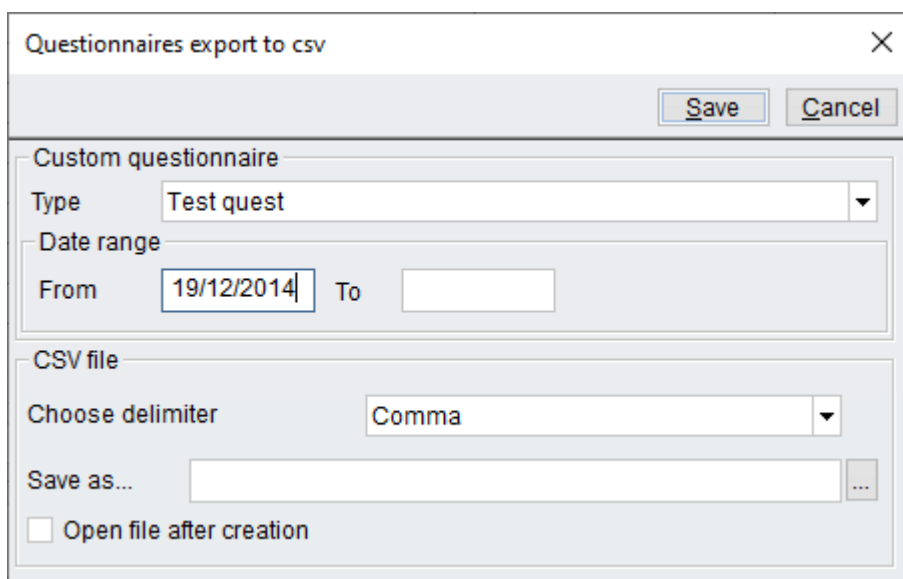 Questionnaires export to csv
Save Cancel
Custom questionnaire
Type Test quest
Date range
From 19/12/2014 To
CSV file
Choose delimiter Comma
Save as... ...
Open file after creation